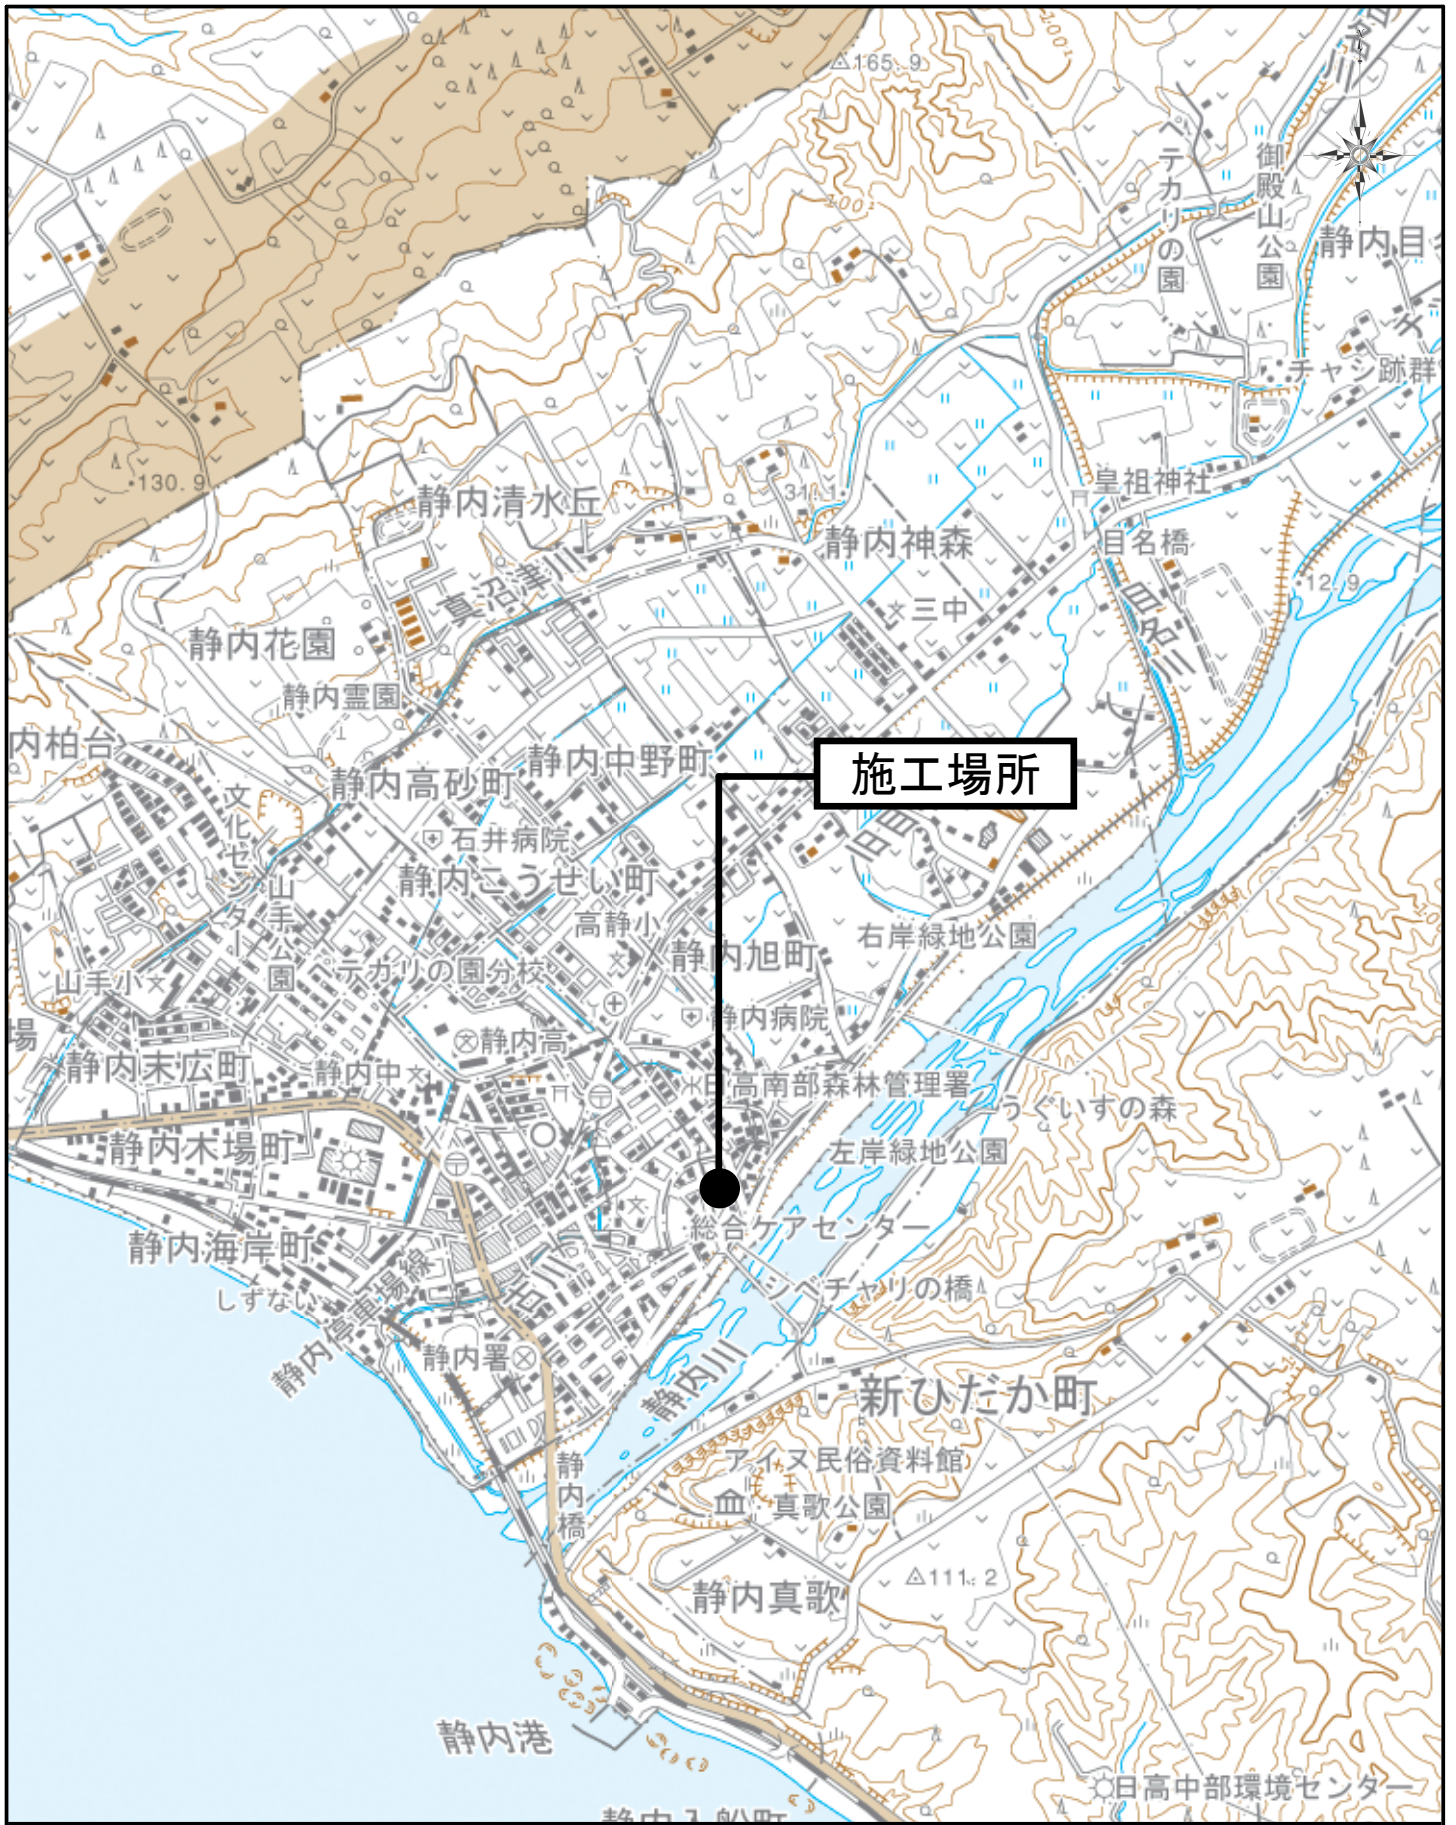 165.9
100
100
古川
御殿山公園
ペテカリの園
静内目名
チャシ跡群
130.9
静内清水丘
31.1
皇祖神社
静内神森
目名橋
真沼津川
三中
12.9
目名川
静内花園
静内霊園
内柏台
静内中野町
静内高砂町
施工場所
文化センター
石井病院
静内こうせい町
山手公園
高静小
右岸緑地公園
静内旭町
ペテカリの園分校
山手小
静内病院
場
静内高
静内末広町
静内中
日高南部森林管理署
うぐいすの森
静内木場町
左岸緑地公園
総合ケアセンター
静内海岸町
古川
シベチャリの橋
しずない
静内停車場線
静内署
静内川
新ひだか町
アイヌ民俗資料館
静内橋
真歌公園
111.2
静内真歌
静内港
日高中部環境センター
静内入船町